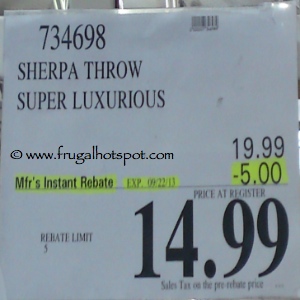 734698
SHERPA THROW
SUPER LUXURIOUS
© www.frugalhotspot.com
19.99
Mfr's Instant Rebate EXP. 09/22/13 -5.00
PRICE AT REGISTER
14.99
REBATE LIMIT
5
Sales Tax on the pre-rebate price